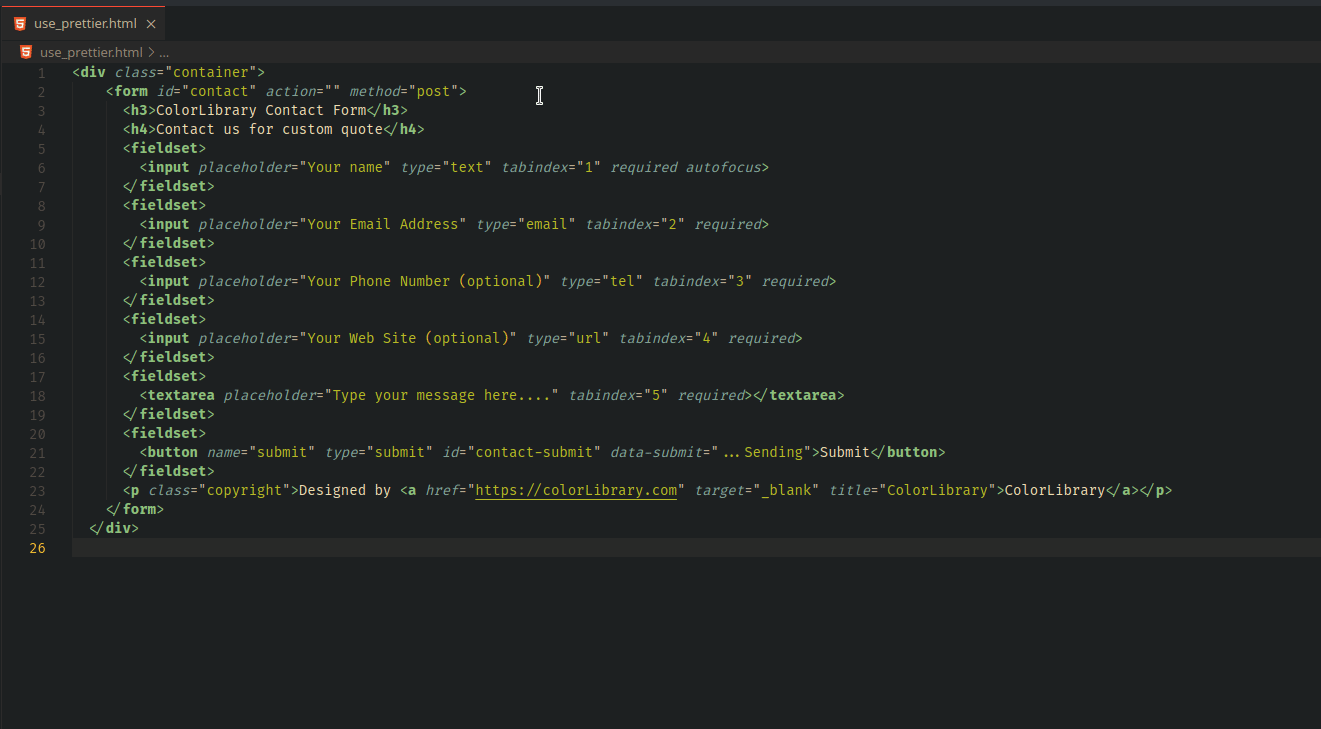 use_prettier.html
use_prettier.html > ...
1 <div class="container">
2     <form id="contact" action="" method="post">
3       <h3>ColorLibrary Contact Form</h3>
4       <h4>Contact us for custom quote</h4>
5       <fieldset>
6         <input placeholder="Your name" type="text" tabindex="1" required autofocus>
7       </fieldset>
8       <fieldset>
9         <input placeholder="Your Email Address" type="email" tabindex="2" required>
10       </fieldset>
11       <fieldset>
12         <input placeholder="Your Phone Number (optional)" type="tel" tabindex="3" required>
13       </fieldset>
14       <fieldset>
15         <input placeholder="Your Web Site (optional)" type="url" tabindex="4" required>
16       </fieldset>
17       <fieldset>
18         <textarea placeholder="Type your message here...." tabindex="5" required></textarea>
19       </fieldset>
20       <fieldset>
21         <button name="submit" type="submit" id="contact-submit" data-submit="...Sending">Submit</button>
22       </fieldset>
23       <p class="copyright">Designed by <a href="https://colorLibrary.com" target="_blank" title="ColorLibrary">ColorLibrary</a></p>
24     </form>
25   </div>
26